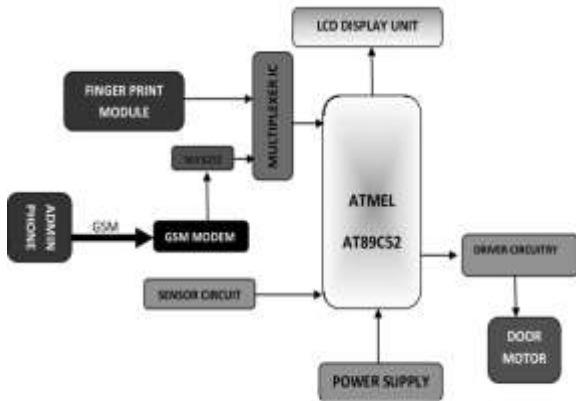 LCD DISPLAY UNIT
FINGER PRINT
MODULE
MULTIPLEXER IC
ADMIN
PHONE
GSM
GSM MODEM
ATMEL
AT89C52
DRIVER CIRCUITRY
SENSOR CIRCUIT
DOOR
MOTOR
POWER SUPPLY